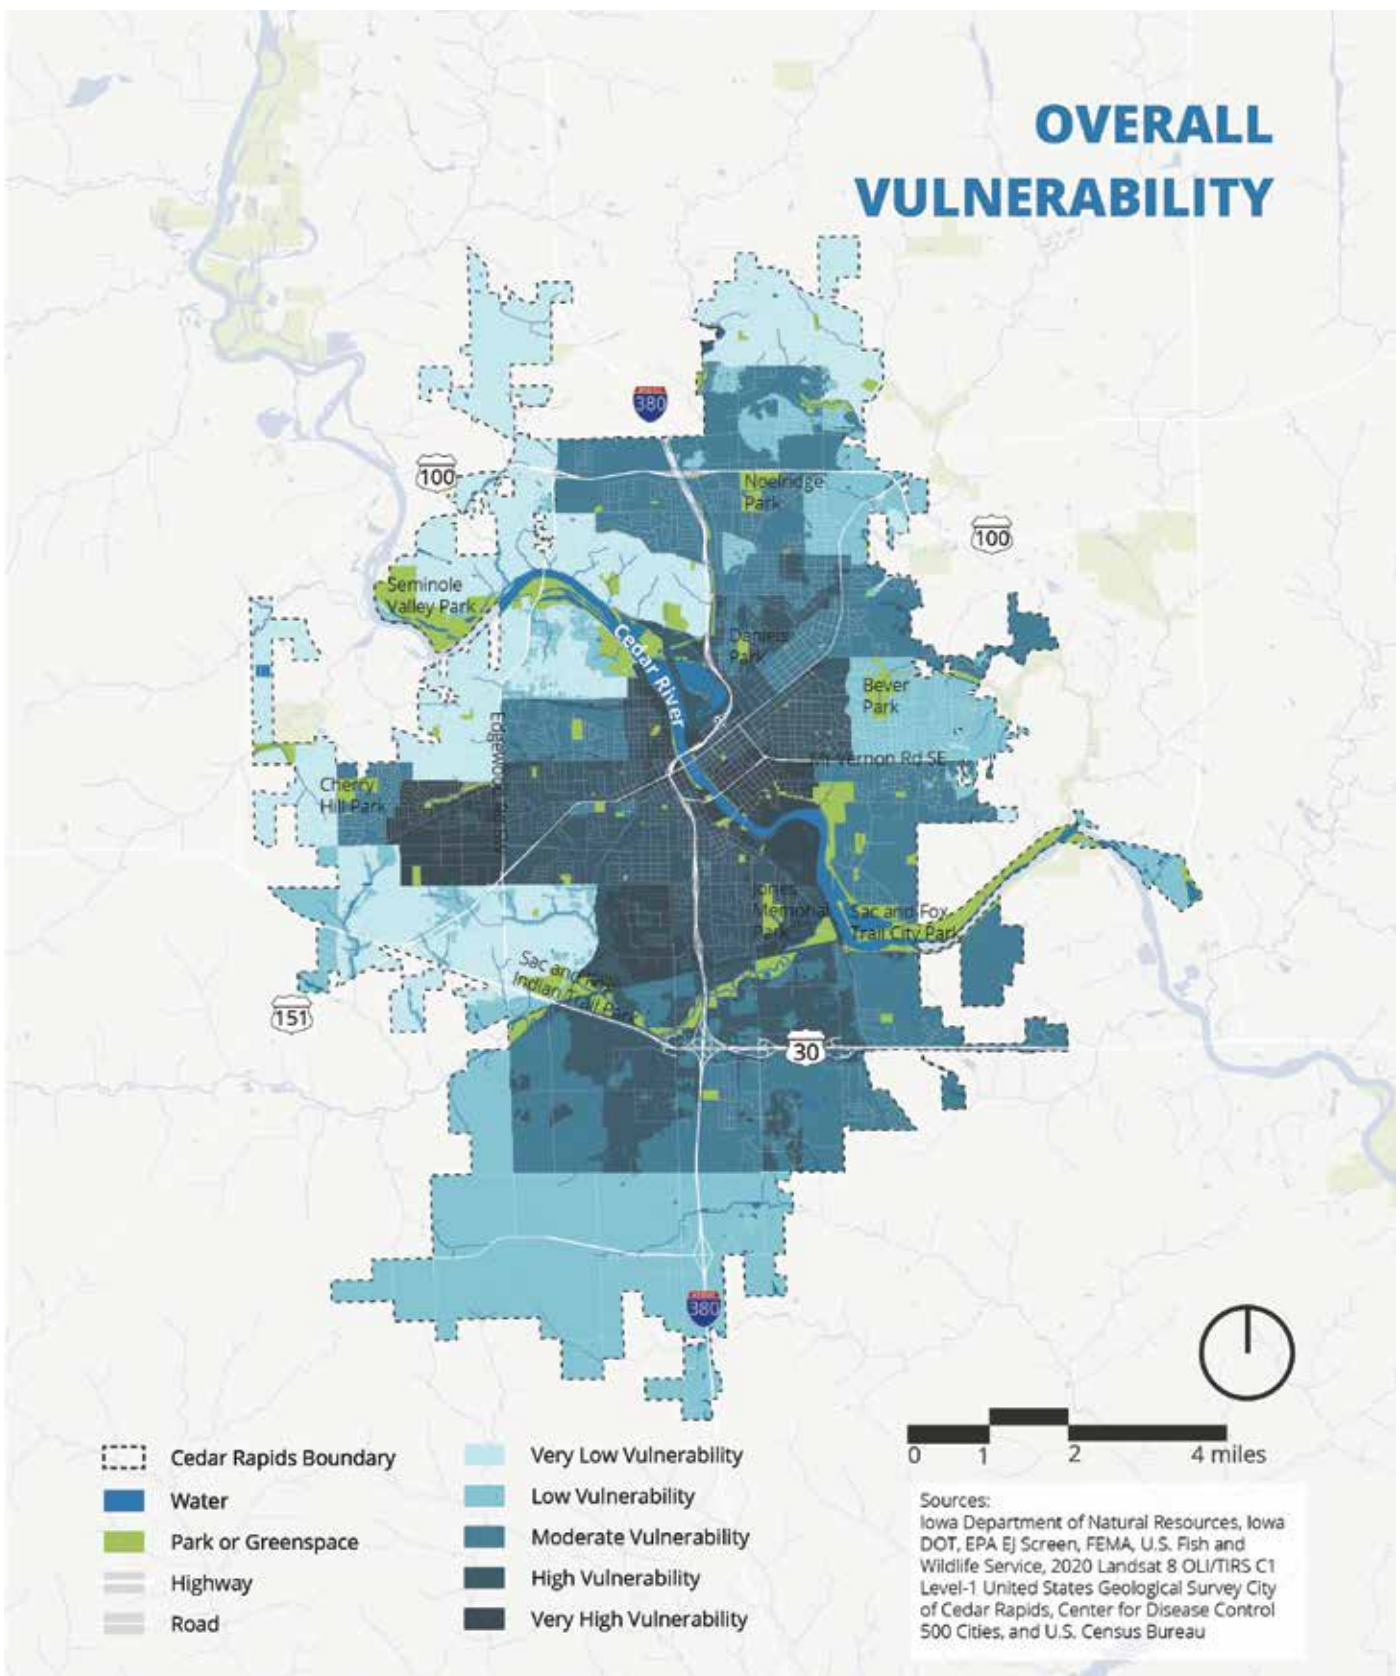 OVERALL
VULNERABILITY
380
100
Noelridge
Park
100
Seminole
Valley Park
Cedar River
Daniels
Park
Bever
Park
Mt Vernon Rd SE
Cherry
Hill Park
Jones
Memorial
Park
Sac and Fox
Trail City Park
Sac and Fox
Indian Trail Park
151
30
380
0 1 2 4 miles
Cedar Rapids Boundary
Water
Park or Greenspace
Highway
Road
Very Low Vulnerability
Low Vulnerability
Moderate Vulnerability
High Vulnerability
Very High Vulnerability
Sources:
Iowa Department of Natural Resources, Iowa
DOT, EPA EJ Screen, FEMA, U.S. Fish and
Wildlife Service, 2020 Landsat 8 OLI/TIRS C1
Level-1 United States Geological Survey City
of Cedar Rapids, Center for Disease Control
500 Cities, and U.S. Census Bureau